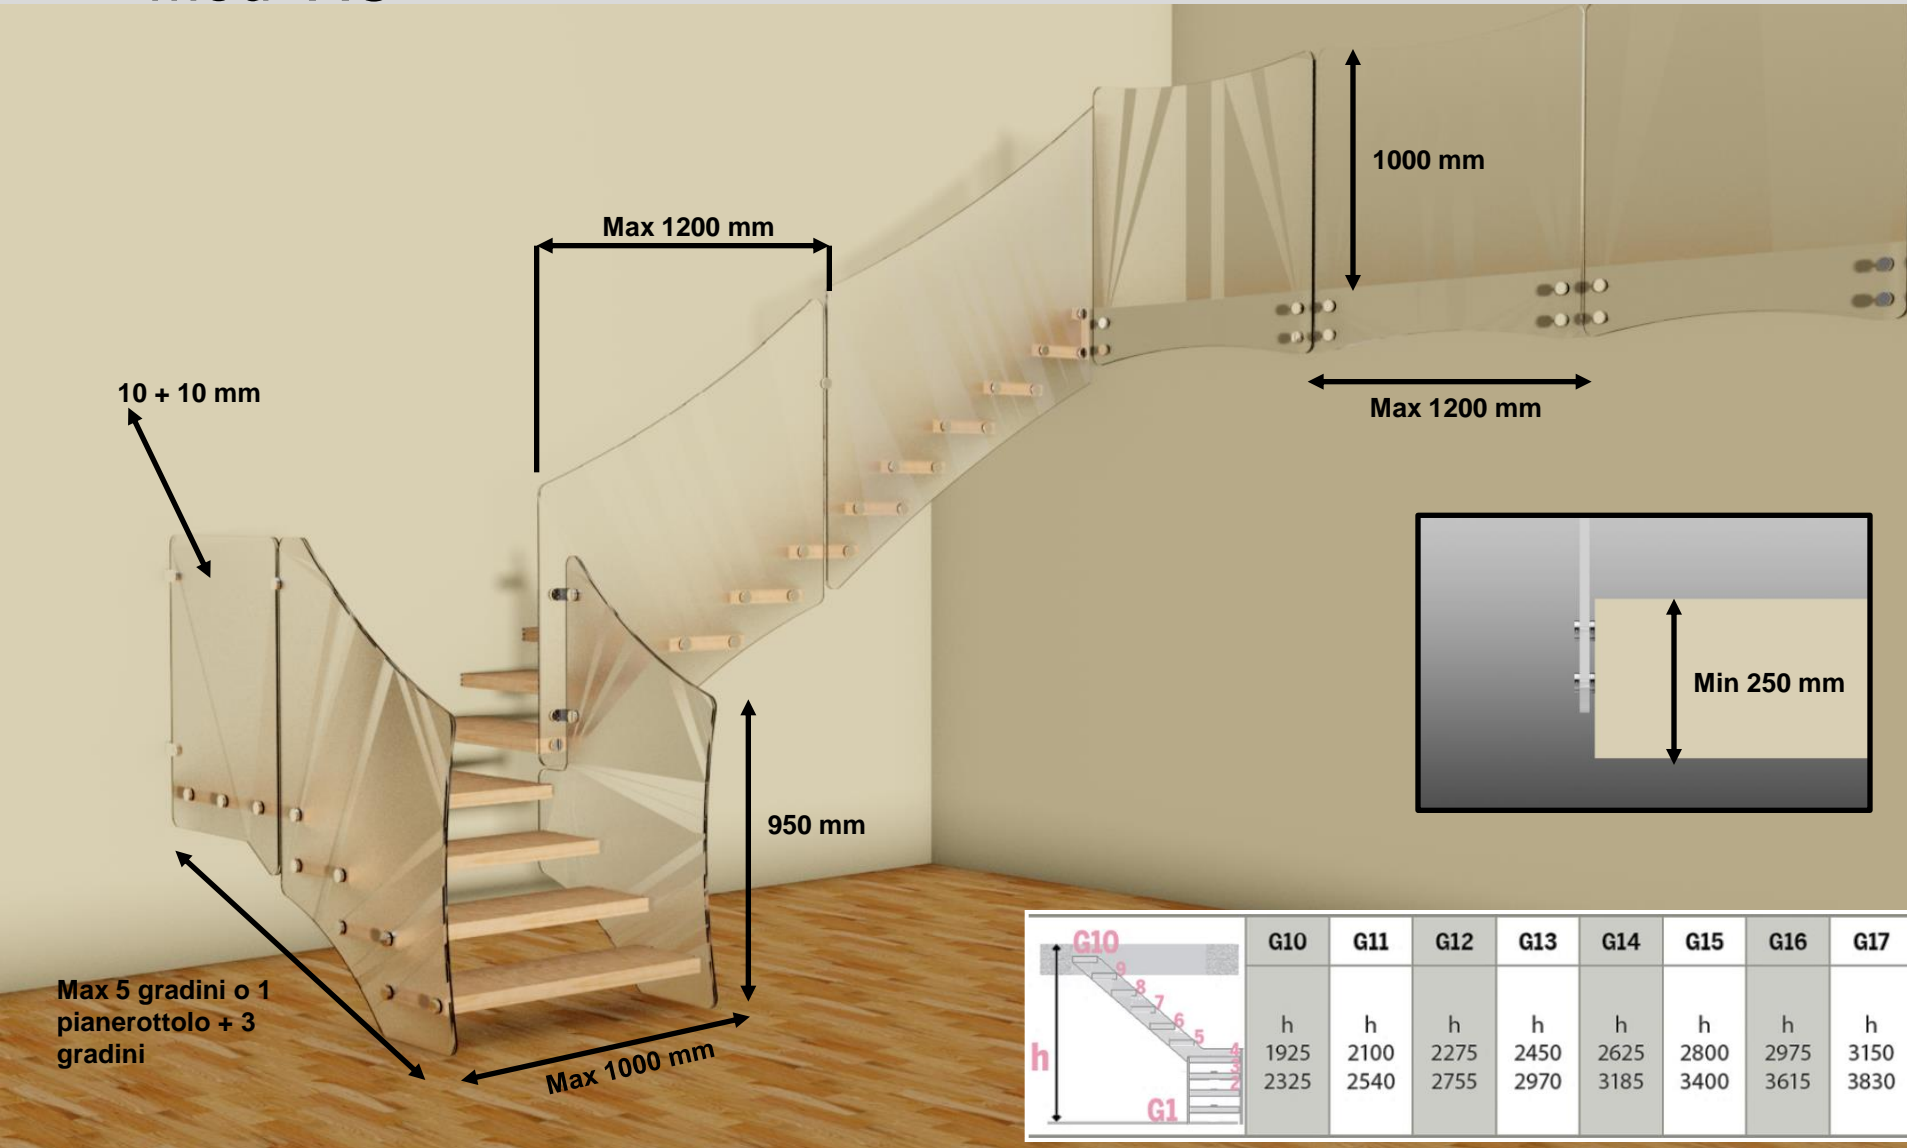 1000 mm
Max 1200 mm
10 + 10 mm
Max 1200 mm
Min 250 mm
950 mm
Max 5 gradini o 1
pianerottolo + 3
gradini
Max 1000 mm
G10
9
8
7
6
5
4
3
2
G1
h
G10 G11 G12 G13 G14 G15 G16 G17
h h h h h h h h
1925 2100 2275 2450 2625 2800 2975 3150
2325 2540 2755 2970 3185 3400 3615 3830